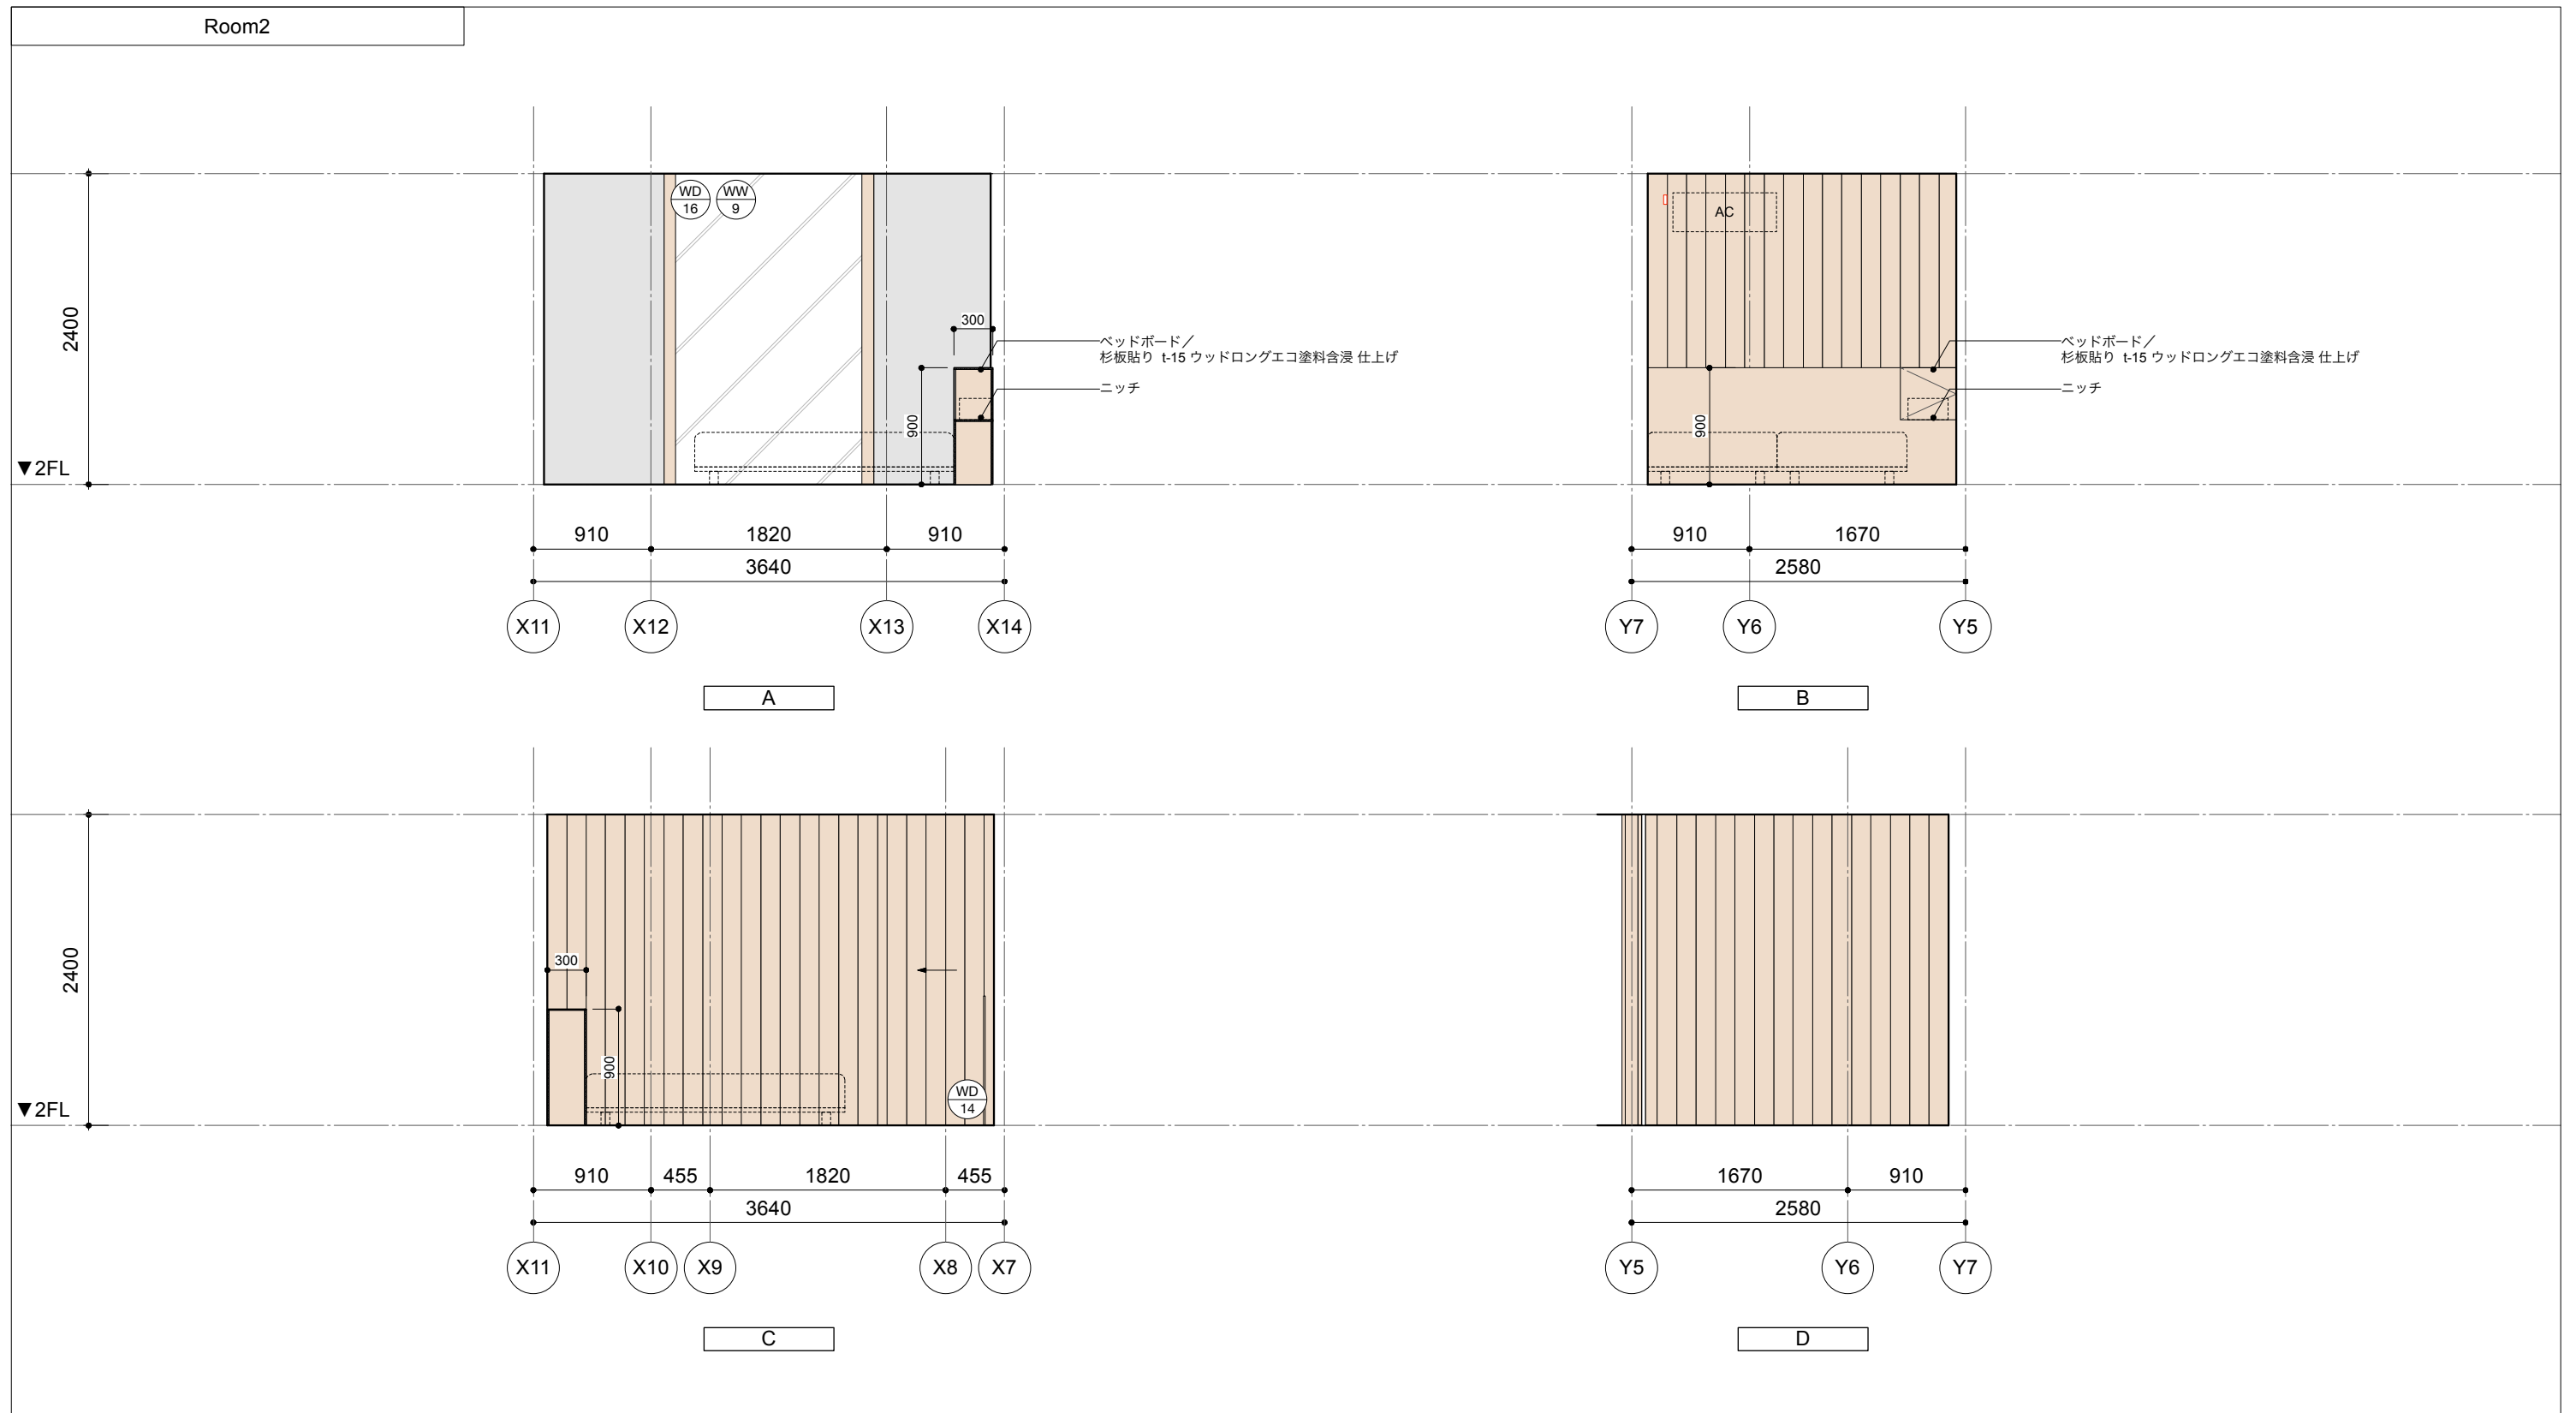 Room2
WD
16
WW
9
AC
300
ベッドボード／
杉板貼り t-15 ウッドロングエコ塗料含浸 仕上げ
ニッチ
ベッドボード／
杉板貼り t-15 ウッドロングエコ塗料含浸 仕上げ
ニッチ
2400
900
900
▼2FL
910
1820
910
910
1670
3640
2580
X11
X12
X13
X14
Y7
Y6
Y5
A
B
2400
300
900
WD
14
▼2FL
910
455
1820
455
1670
910
3640
2580
X11
X10
X9
X8
X7
Y5
Y6
Y7
C
D